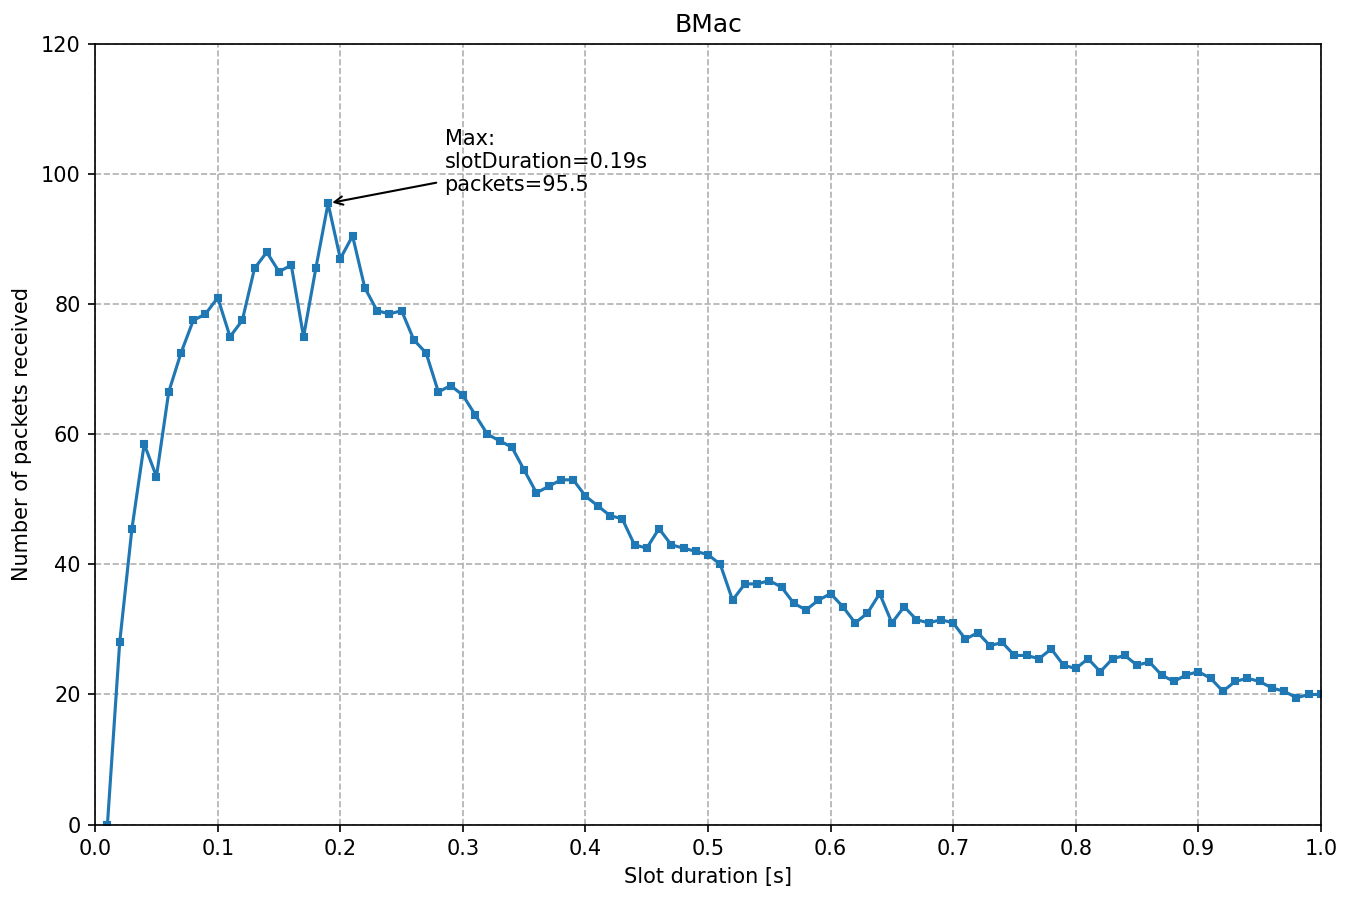 BMac
120
100
80
60
40
20
0
Number of packets received
Max:
slotDuration=0.19s
packets=95.5
0.0 0.1 0.2 0.3 0.4 0.5 0.6 0.7 0.8 0.9 1.0
Slot duration [s]